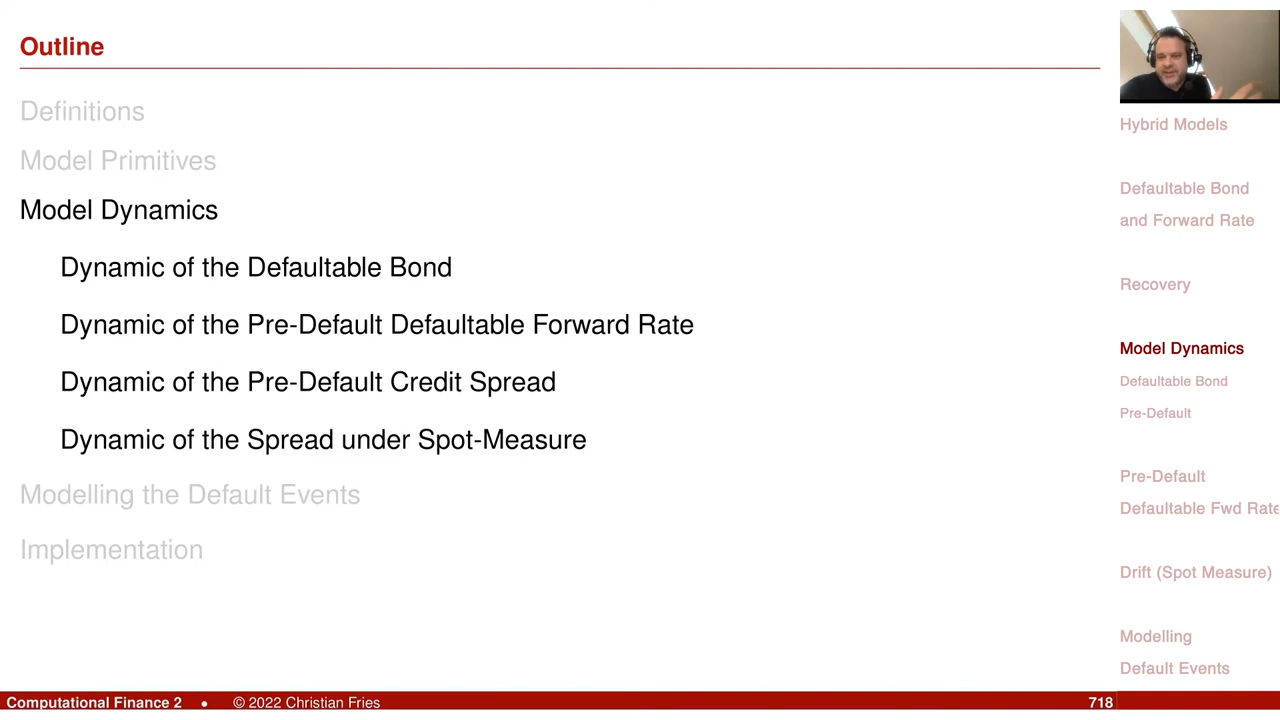 Outline
Definitions
Model Primitives
Model Dynamics
Dynamic of the Defaultable Bond
Dynamic of the Pre-Default Defaultable Forward Rate
Dynamic of the Pre-Default Credit Spread
Dynamic of the Spread under Spot-Measure
Modelling the Default Events
Implementation
Hybrid Models
Defaultable Bond
and Forward Rate
Recovery
Model Dynamics
Defaultable Bond
Pre-Default
Pre-Default
Defaultable Fwd Rate
Drift (Spot Measure)
Modelling
Default Events
Computational Finance 2 • © 2022 Christian Fries 718